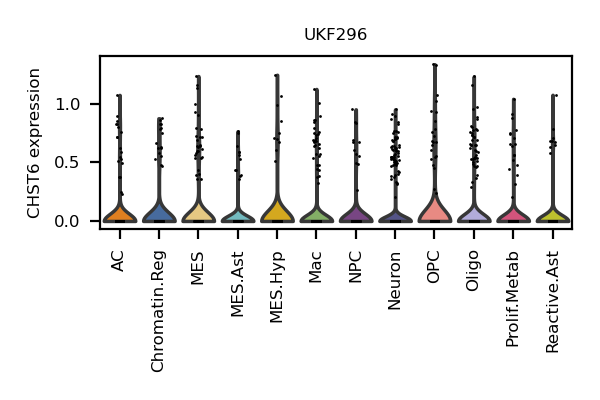 UKF296
CHST6 expression
1.0
0.5
0.0
AC
Chromatin.Reg
MES
MES.Ast
MES.Hyp
Mac
NPC
Neuron
OPC
Oligo
Prolif.Metab
Reactive.Ast